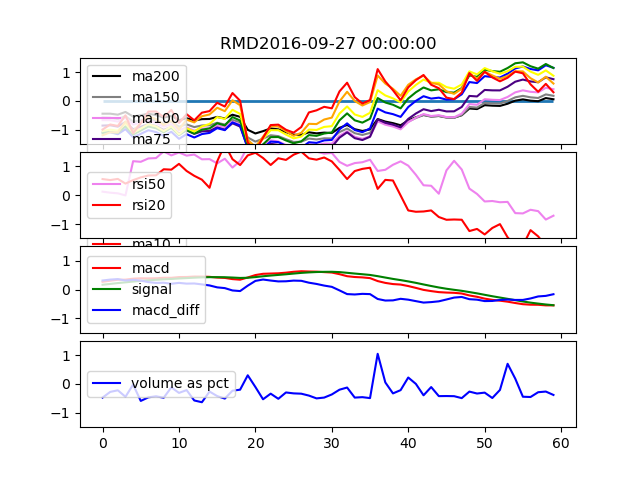 RMD2016-09-27 00:00:00
1
0
−1
ma200
ma150
ma100
ma75
1
0
−1
rsi50
rsi20
ma10
1
0
−1
macd
signal
macd_diff
1
0
−1
volume as pct
0 10 20 30 40 50 60